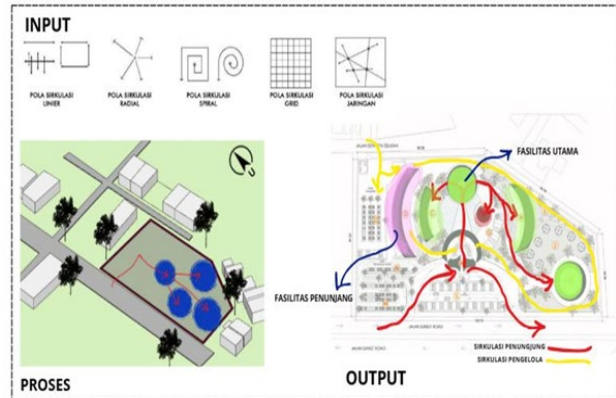 INPUT
POLA SIRKULASI
LINIER
POLA SIRKULASI
RADIAL
POLA SIRKULASI
SPIRAL
POLA SIRKULASI
GRID
POLA SIRKULASI
JARINGAN
FASILITAS UTAMA
FASILITAS PENUNJANG
SIRKULASI PENUNGJUNG
SIRKULASI PENGELOLA
PROSES
OUTPUT